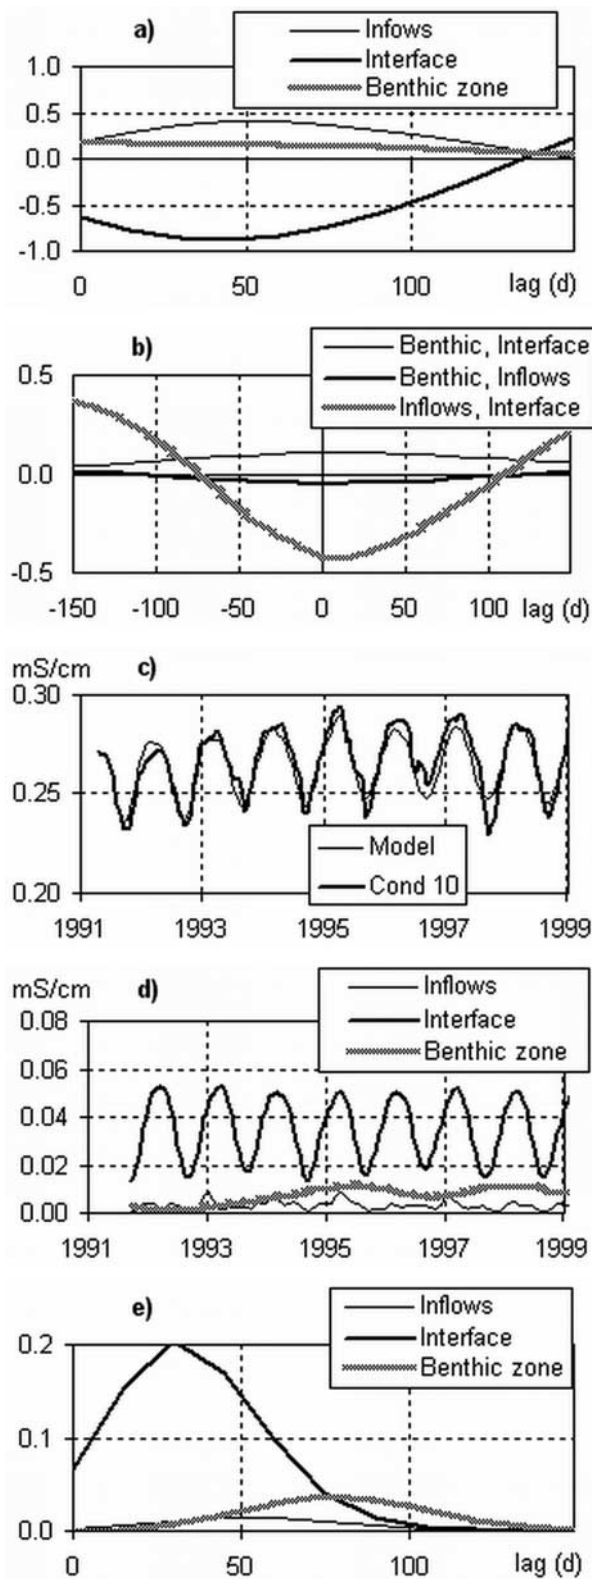 a)
Infows
Interface
Benthic zone
1.0
0.5
0.0
-0.5
-1.0
0 50 100 lag (d)
b)
Benthic, Interface
Benthic, Inflows
Inflows, Interface
0.5
0.0
-0.5
-150 -100 -50 0 50 100 lag (d)
mS/cm c)
0.30
0.25
0.20
Model
Cond 10
1991 1993 1995 1997 1999
mS/cm d)
Inflows
Interface
Benthic zone
0.08
0.06
0.04
0.02
0.00
1991 1993 1995 1997 1999
e)
Inflows
Interface
Benthic zone
0.2
0.1
0.0
0 50 100 lag (d)